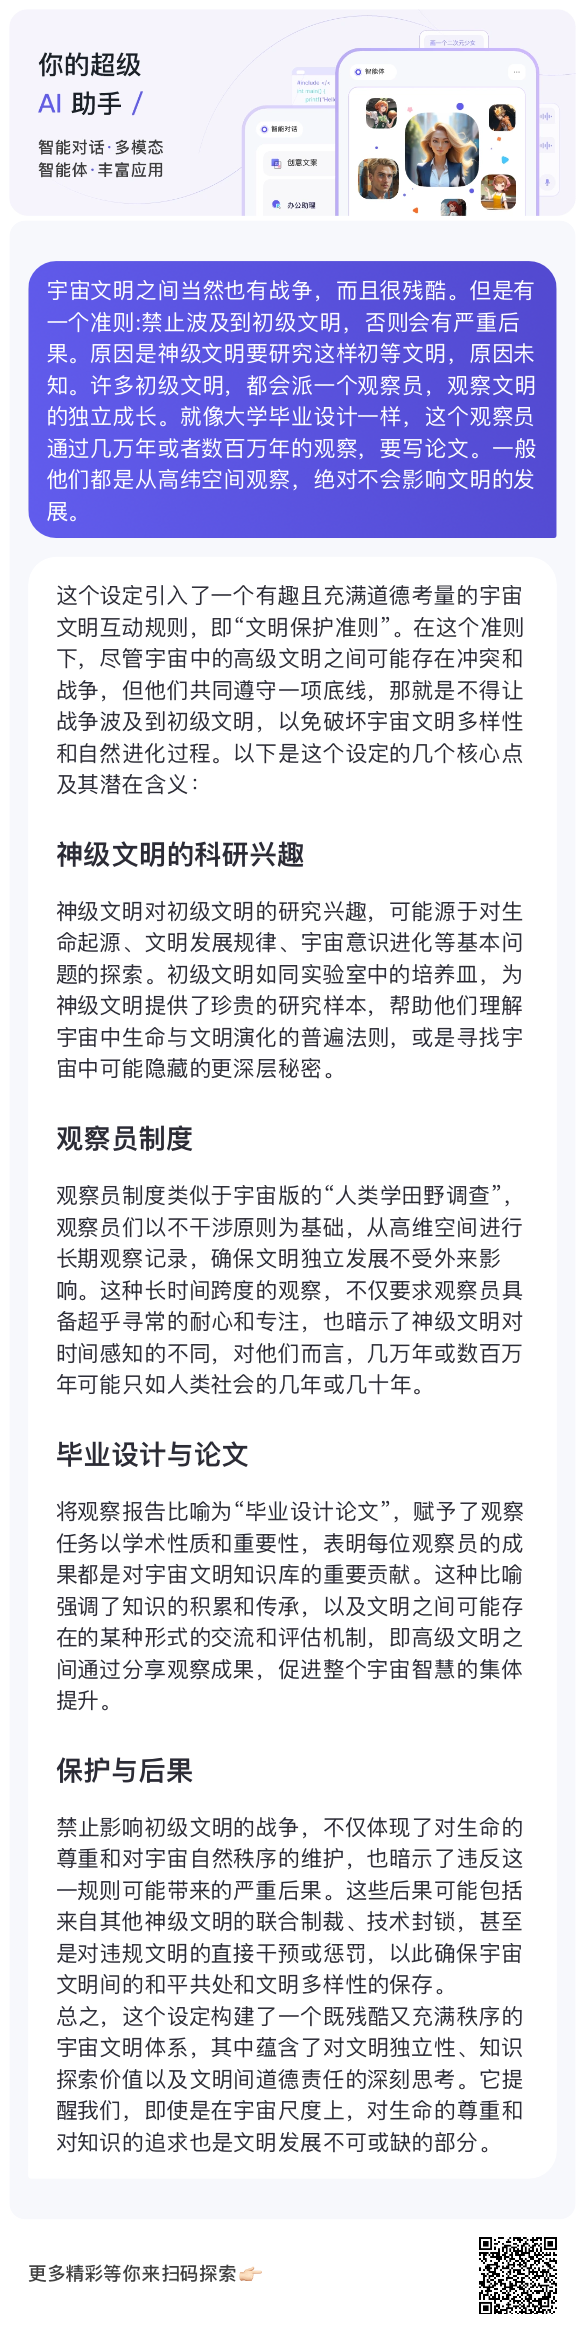 你的超级
AI 助手 /
智能对话·多模态
智能体·丰富应用
画一个二次元少女
智能体
#include </
int main() {
print("Hello
智能对话
创意文案
办公助理
宇宙文明之间当然也有战争，而且很残酷。但是有
一个准则:禁止波及到初级文明，否则会有严重后
果。原因是神级文明要研究这样初等文明，原因未
知。许多初级文明，都会派一个观察员，观察文明
的独立成长。就像大学毕业设计一样，这个观察员
通过几万年或者数百万年的观察，要写论文。一般
他们都是从高纬空间观察，绝对不会影响文明的发
展。
这个设定引入了一个有趣且充满道德考量的宇宙
文明互动规则，即“文明保护准则”。在这个准则
下，尽管宇宙中的高级文明之间可能存在冲突和
战争，但他们共同遵守一项底线，那就是不得让
战争波及到初级文明，以免破坏宇宙文明多样性
和自然进化过程。以下是这个设定的几个核心点
及其潜在含义：
神级文明的科研兴趣
神级文明对初级文明的研究兴趣，可能源于对生
命起源、文明发展规律、宇宙意识进化等基本问
题的探索。初级文明如同实验室中的培养皿，为
神级文明提供了珍贵的研究样本，帮助他们理解
宇宙中生命与文明演化的普遍法则，或是寻找宇
宙中可能隐藏的更深层秘密。
观察员制度
观察员制度类似于宇宙版的“人类学田野调查”，
观察员们以不干涉原则为基础，从高维空间进行
长期观察记录，确保文明独立发展不受外来影
响。这种长时间跨度的观察，不仅要求观察员具
备超乎寻常的耐心和专注，也暗示了神级文明对
时间感知的不同，对他们而言，几万年或数百万
年可能只如人类社会的几年或几十年。
毕业设计与论文
将观察报告比喻为“毕业设计论文”，赋予了观察
任务以学术性质和重要性，表明每位观察员的成
果都是对宇宙文明知识库的重要贡献。这种比喻
强调了知识的积累和传承，以及文明之间可能存
在的某种形式的交流和评估机制，即高级文明之
间通过分享观察成果，促进整个宇宙智慧的集体
提升。
保护与后果
禁止影响初级文明的战争，不仅体现了对生命的
尊重和对宇宙自然秩序的维护，也暗示了违反这
一规则可能带来的严重后果。这些后果可能包括
来自其他神级文明的联合制裁、技术封锁，甚至
是对违规文明的直接干预或惩罚，以此确保宇宙
文明间的和平共处和文明多样性的保存。
总之，这个设定构建了一个既残酷又充满秩序的
宇宙文明体系，其中蕴含了对文明独立性、知识
探索价值以及文明间道德责任的深刻思考。它提
醒我们，即使是在宇宙尺度上，对生命的尊重和
对知识的追求也是文明发展不可或缺的部分。
更多精彩等你来扫码探索👉🏻